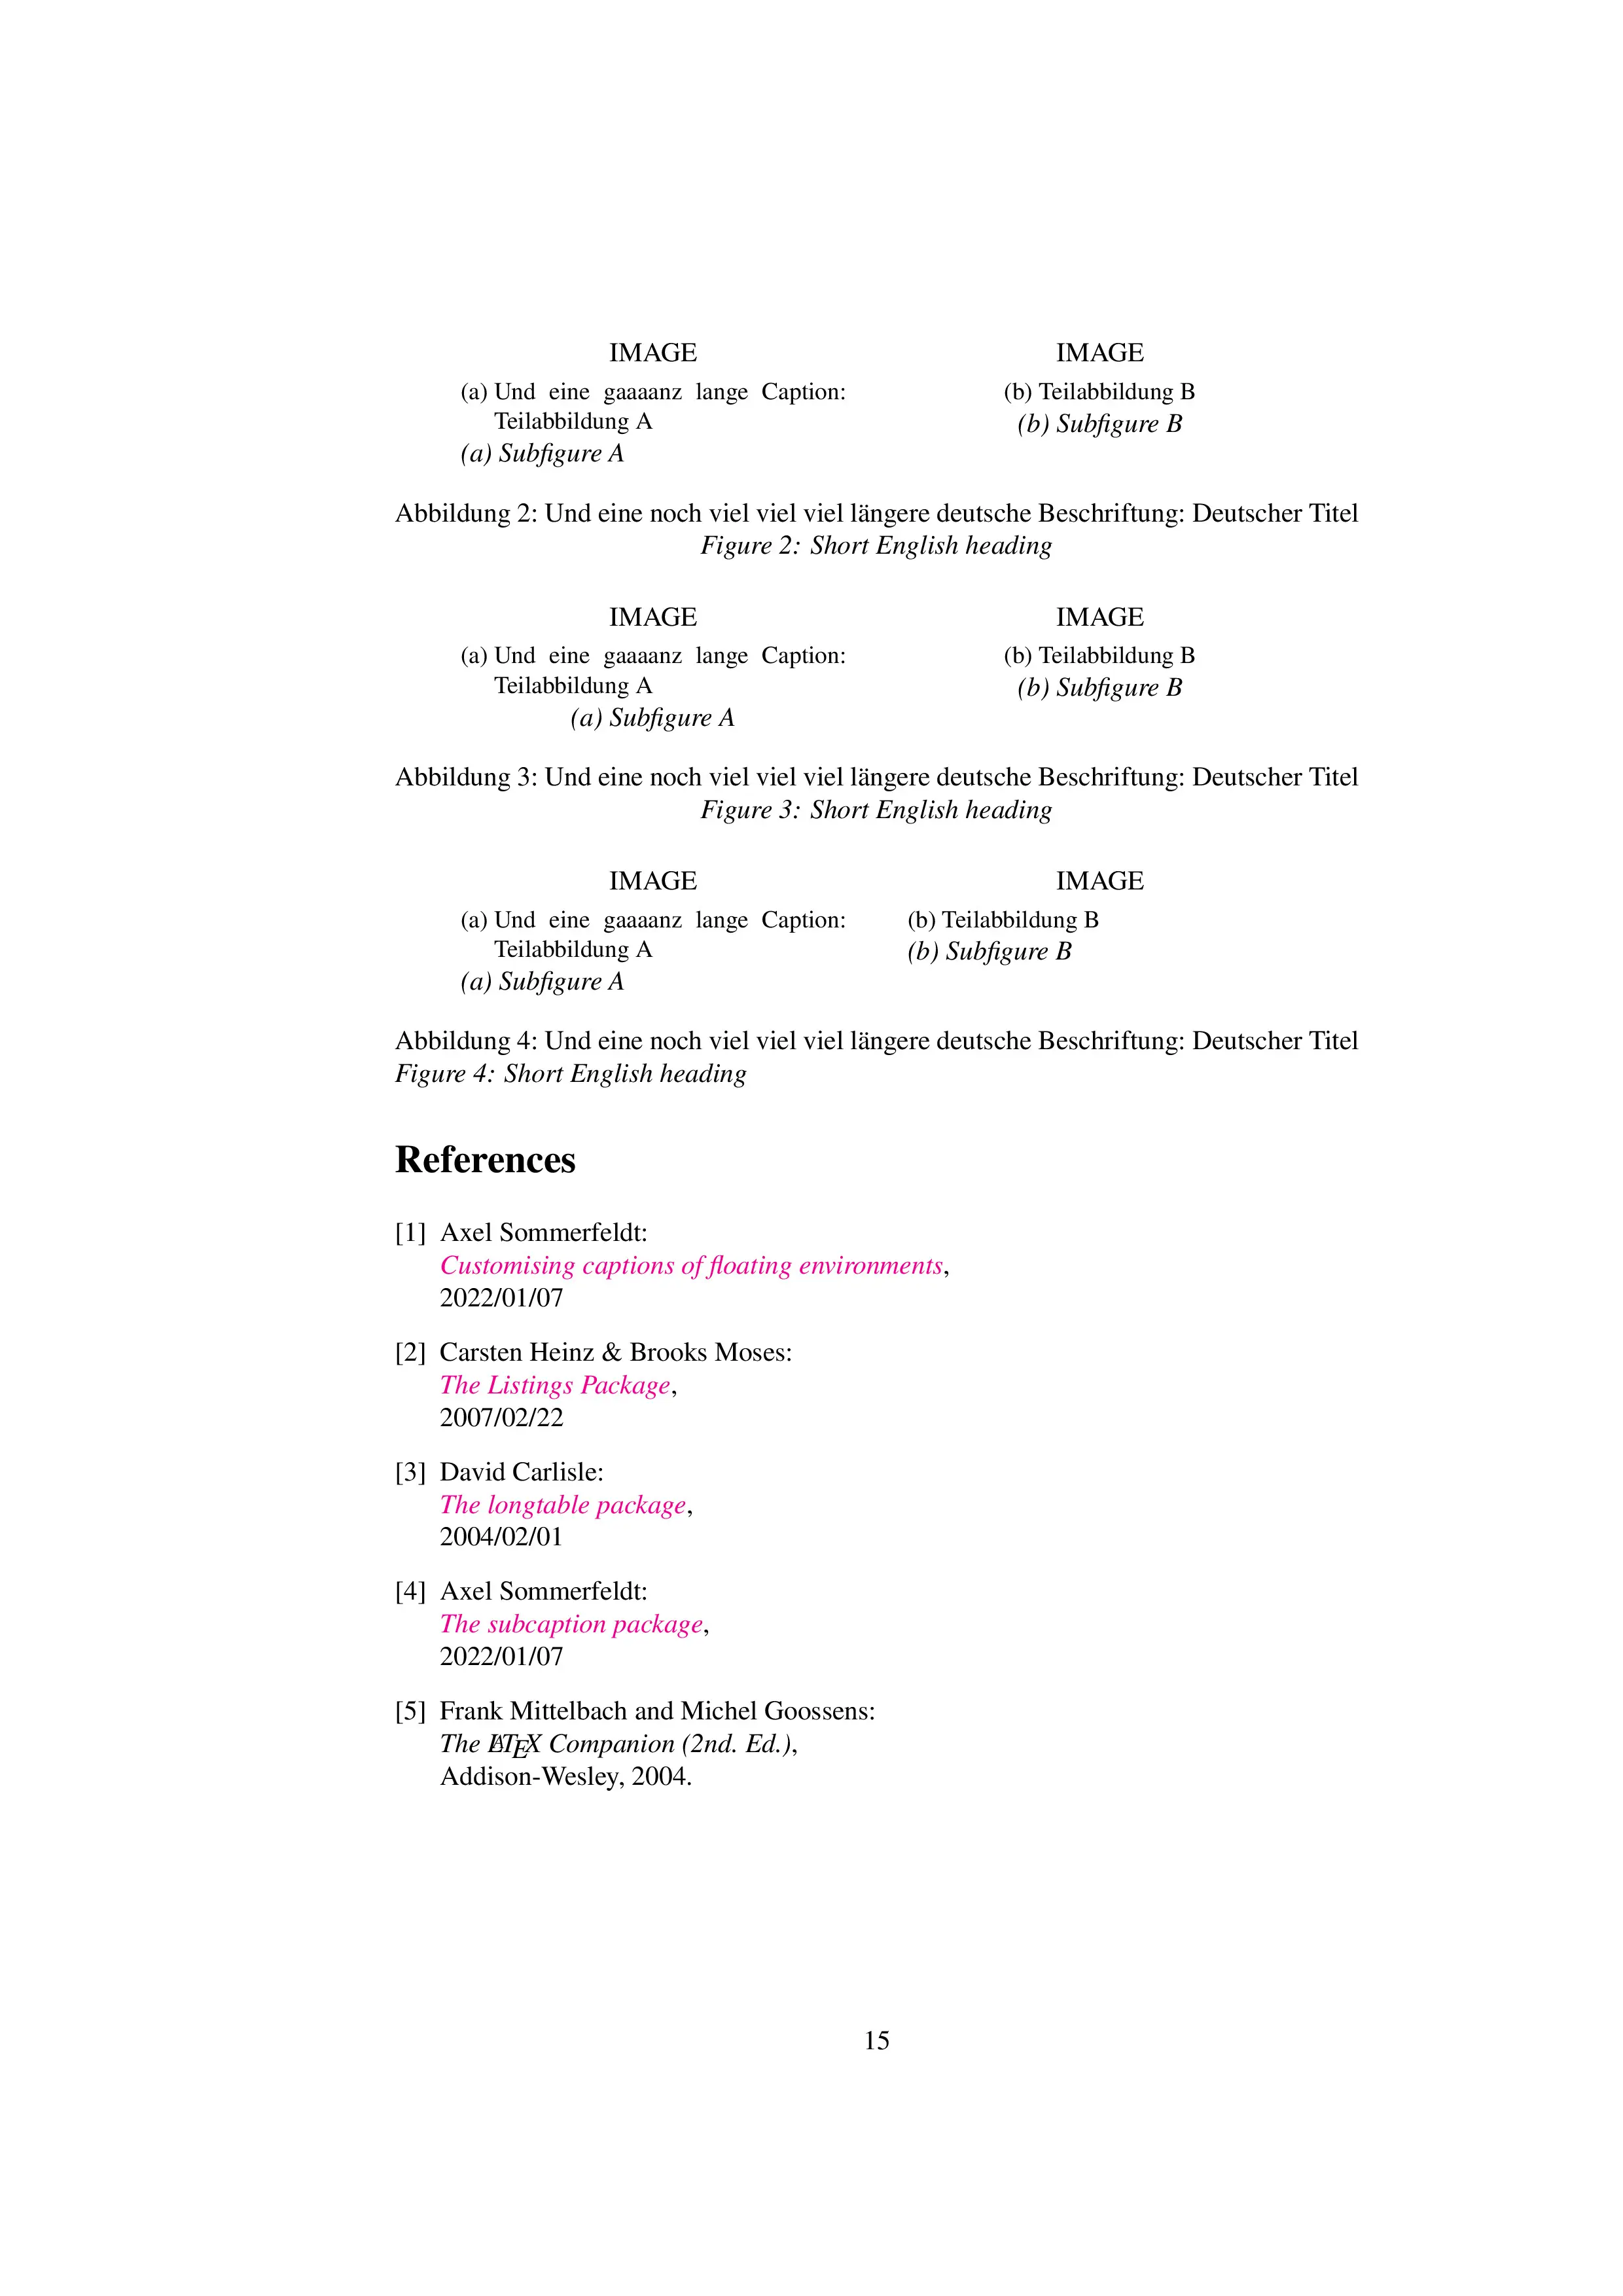 IMAGE IMAGE
(a) Und eine gaaaanz lange Caption: (b) Teilabbildung B
Teilabbildung A (b) Subfigure B
(a) Subfigure A
Abbildung 2: Und eine noch viel viel viel längere deutsche Beschriftung: Deutscher Titel
Figure 2: Short English heading
IMAGE IMAGE
(a) Und eine gaaaanz lange Caption: (b) Teilabbildung B
Teilabbildung A (b) Subfigure B
(a) Subfigure A
Abbildung 3: Und eine noch viel viel viel längere deutsche Beschriftung: Deutscher Titel
Figure 3: Short English heading
IMAGE IMAGE
(a) Und eine gaaaanz lange Caption: (b) Teilabbildung B
Teilabbildung A (b) Subfigure B
(a) Subfigure A
Abbildung 4: Und eine noch viel viel viel längere deutsche Beschriftung: Deutscher Titel
Figure 4: Short English heading
References
[1] Axel Sommerfeldt:
Customising captions of floating environments,
2022/01/07
[2] Carsten Heinz & Brooks Moses:
The Listings Package,
2007/02/22
[3] David Carlisle:
The longtable package,
2004/02/01
[4] Axel Sommerfeldt:
The subcaption package,
2022/01/07
[5] Frank Mittelbach and Michel Goossens:
The LATEX Companion (2nd. Ed.),
Addison-Wesley, 2004.
15